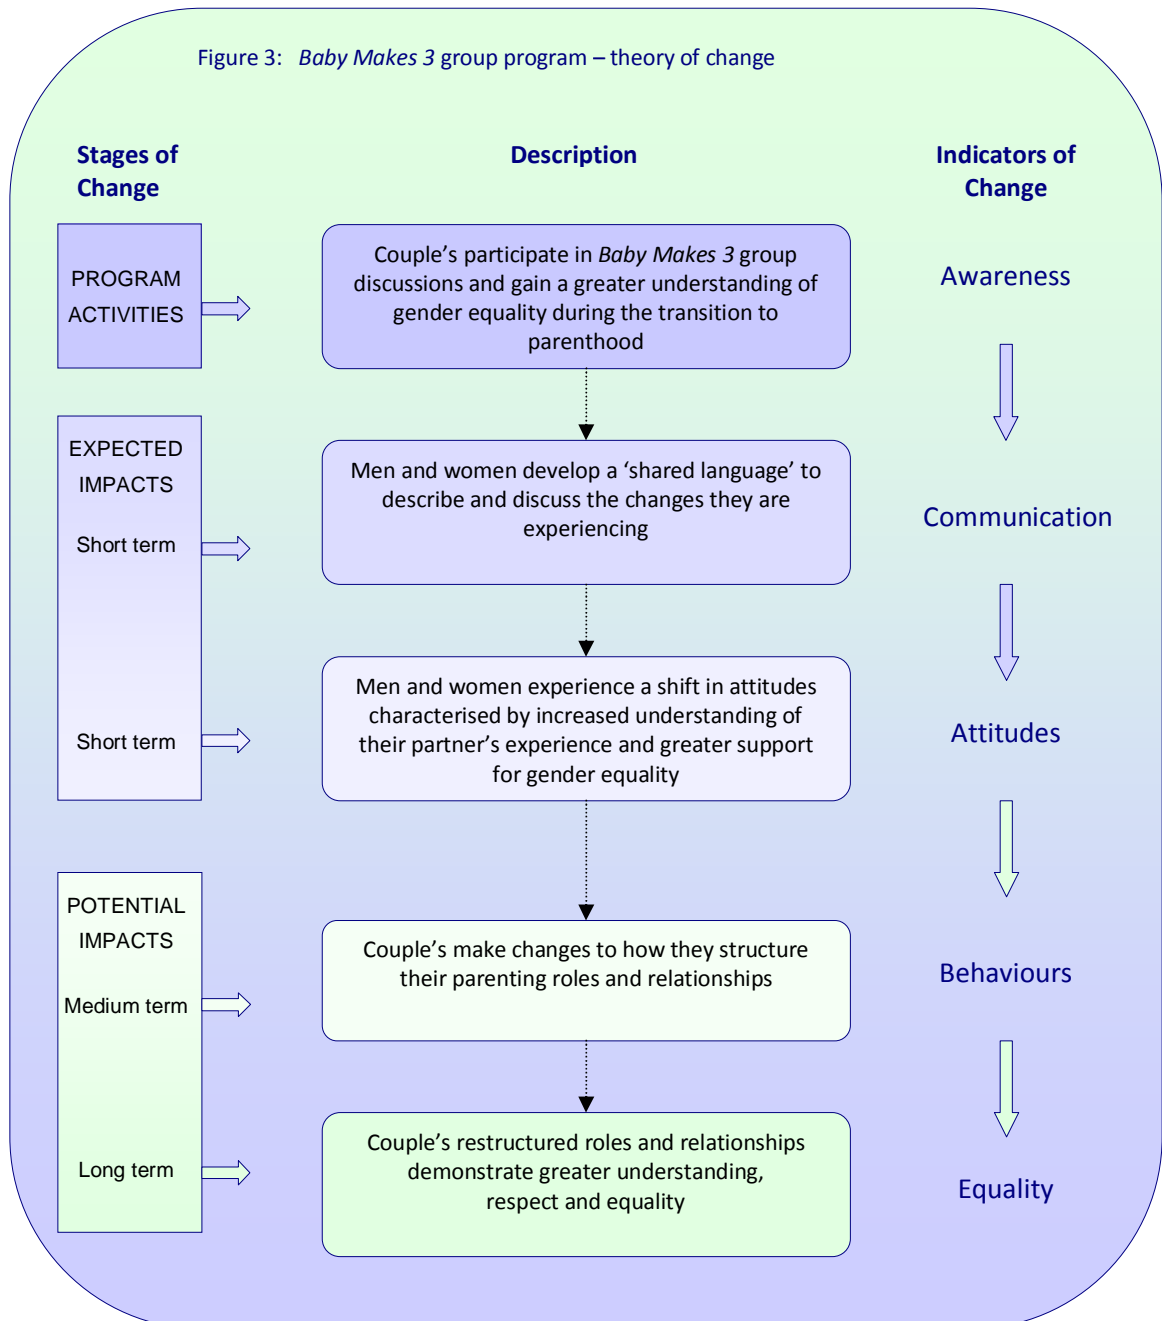 Figure 3: Baby Makes 3 group program – theory of change
Stages of
Change
Description
Indicators of
Change
PROGRAM
ACTIVITIES
Couple’s participate in Baby Makes 3 group
discussions and gain a greater understanding of
gender equality during the transition to
parenthood
Awareness
EXPECTED
IMPACTS
Short term
Men and women develop a ‘shared language’ to
describe and discuss the changes they are
experiencing
Communication
Short term
Men and women experience a shift in attitudes
characterised by increased understanding of
their partner’s experience and greater support
for gender equality
Attitudes
POTENTIAL
IMPACTS
Medium term
Couple’s make changes to how they structure
their parenting roles and relationships
Behaviours
Long term
Couple’s restructured roles and relationships
demonstrate greater understanding,
respect and equality
Equality